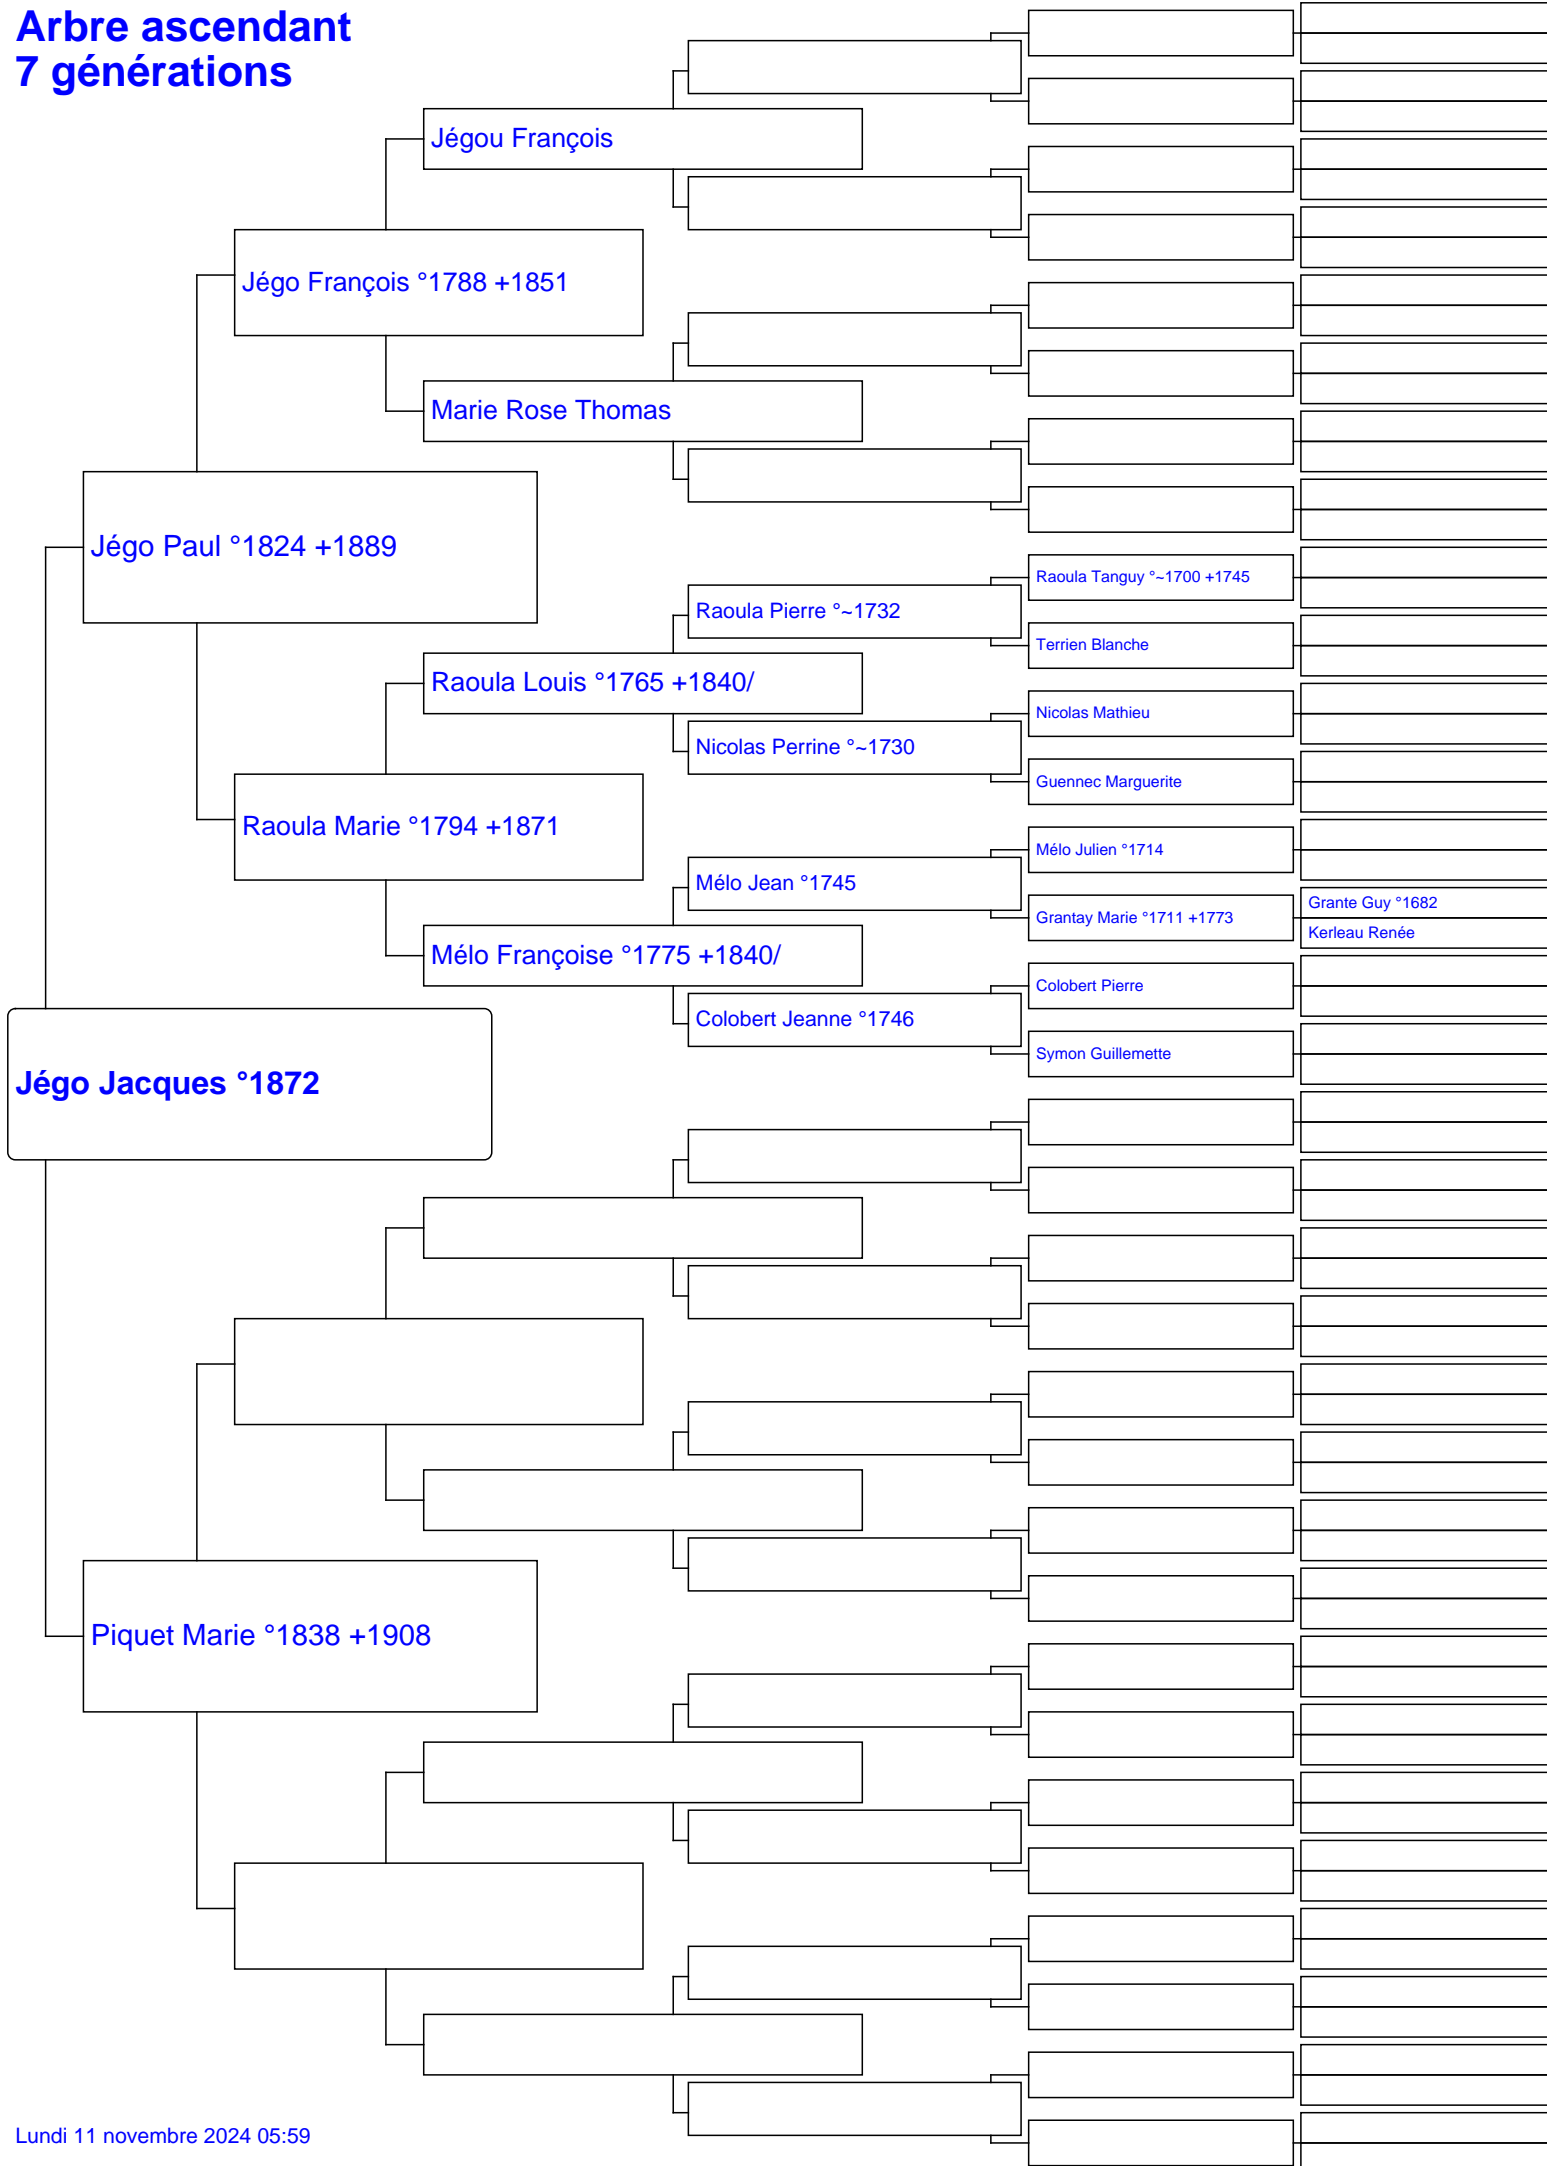 Arbre ascendant
7 générations
Jégou François
Jégo François °1788 +1851
Marie Rose Thomas
Jégo Paul °1824 +1889
Raoula Tanguy °~1700 +1745
Raoula Pierre °~1732
Terrien Blanche
Raoula Louis °1765 +1840/
Nicolas Mathieu
Nicolas Perrine °~1730
Guennec Marguerite
Raoula Marie °1794 +1871
Mélo Julien °1714
Mélo Jean °1745
Grante Guy °1682
Grantay Marie °1711 +1773
Kerleau Renée
Mélo Françoise °1775 +1840/
Colobert Pierre
Colobert Jeanne °1746
Symon Guillemette
Jégo Jacques °1872
Piquet Marie °1838 +1908
Lundi 11 novembre 2024 05:59